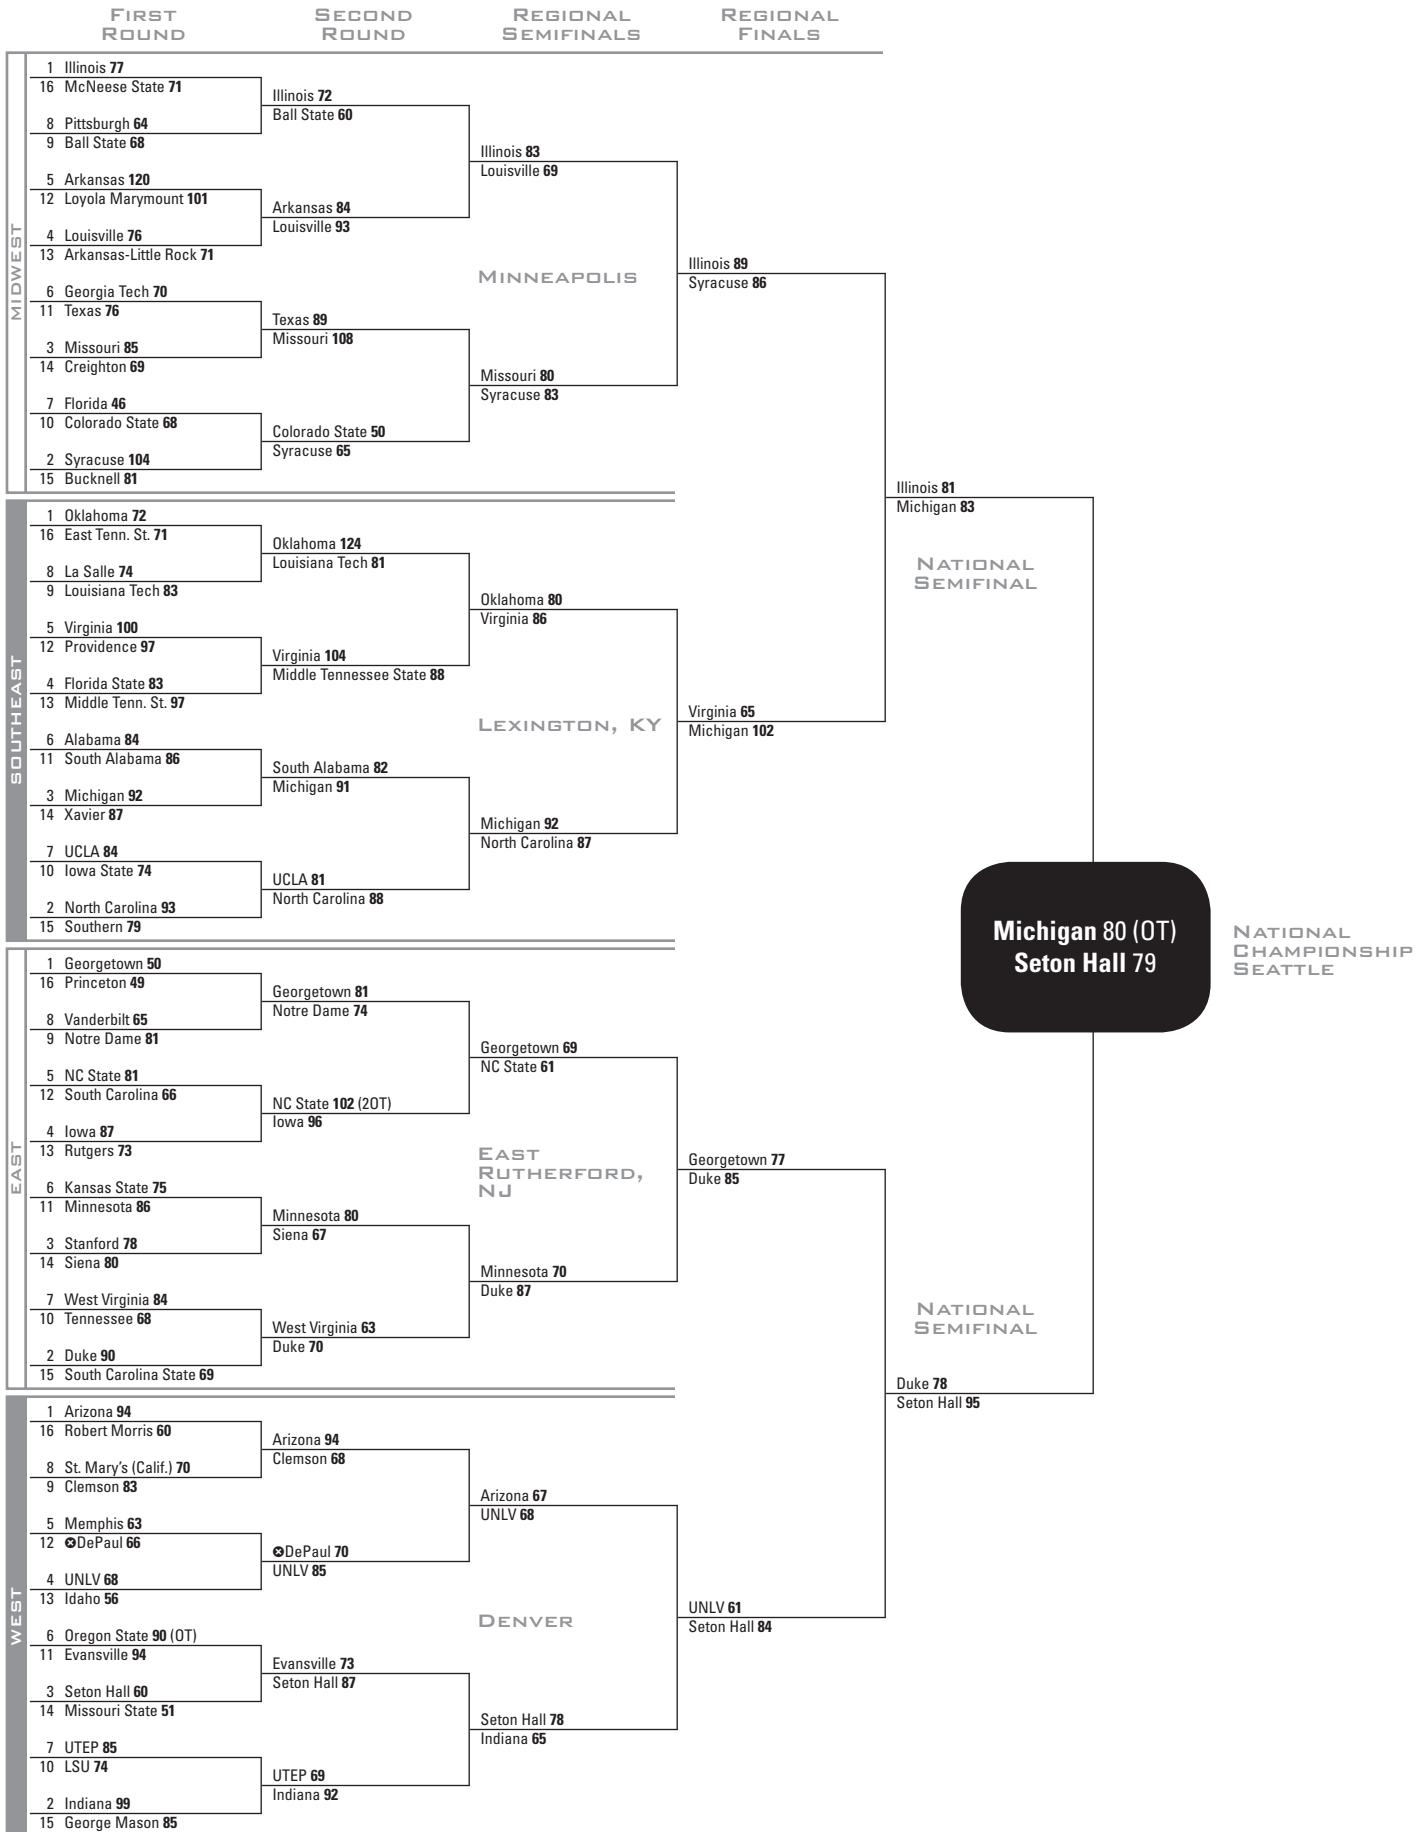 FIRST ROUND
SECOND ROUND
REGIONAL SEMIFINALS
REGIONAL FINALS
MIDWEST
1 Illinois 77
16 McNeese State 71
8 Pittsburgh 64
9 Ball State 68
5 Arkansas 120
12 Loyola Marymount 101
4 Louisville 76
13 Arkansas-Little Rock 71
6 Georgia Tech 70
11 Texas 76
3 Missouri 85
14 Creighton 69
7 Florida 46
10 Colorado State 68
2 Syracuse 104
15 Bucknell 81
Illinois 72
Ball State 60
Arkansas 84
Louisville 93
Texas 89
Missouri 108
Colorado State 50
Syracuse 65
Illinois 83
Louisville 69
MINNEAPOLIS
Missouri 80
Syracuse 83
Illinois 89
Syracuse 86
SOUTHEAST
1 Oklahoma 72
16 East Tenn. St. 71
8 La Salle 74
9 Louisiana Tech 83
5 Virginia 100
12 Providence 97
4 Florida State 83
13 Middle Tenn. St. 97
6 Alabama 84
11 South Alabama 86
3 Michigan 92
14 Xavier 87
7 UCLA 84
10 Iowa State 74
2 North Carolina 93
15 Southern 79
Oklahoma 124
Louisiana Tech 81
Virginia 104
Middle Tennessee State 88
South Alabama 82
Michigan 91
UCLA 81
North Carolina 88
Oklahoma 80
Virginia 86
LEXINGTON, KY
Michigan 92
North Carolina 87
Virginia 65
Michigan 102
EAST
1 Georgetown 50
16 Princeton 49
8 Vanderbilt 65
9 Notre Dame 81
5 NC State 81
12 South Carolina 66
4 Iowa 87
13 Rutgers 73
6 Kansas State 75
11 Minnesota 86
3 Stanford 78
14 Siena 80
7 West Virginia 84
10 Tennessee 68
2 Duke 90
15 South Carolina State 69
Georgetown 81
Notre Dame 74
NC State 102 (2OT)
Iowa 96
Minnesota 80
Siena 67
West Virginia 63
Duke 70
Georgetown 69
NC State 61
EAST
RUTHERFORD,
NJ
Minnesota 70
Duke 87
Georgetown 77
Duke 85
WEST
1 Arizona 94
16 Robert Morris 60
8 St. Mary's (Calif.) 70
9 Clemson 83
5 Memphis 63
12 ✪DePaul 66
4 UNLV 68
13 Idaho 56
6 Oregon State 90 (OT)
11 Evansville 94
3 Seton Hall 60
14 Missouri State 51
7 UTEP 85
10 LSU 74
2 Indiana 99
15 George Mason 85
Arizona 94
Clemson 68
✪DePaul 70
UNLV 85
Evansville 73
Seton Hall 87
UTEP 69
Indiana 92
Arizona 67
UNLV 68
DENVER
Seton Hall 78
Indiana 65
UNLV 61
Seton Hall 84
Illinois 81
Michigan 83
NATIONAL
SEMIFINAL
Michigan 80 (OT)
Seton Hall 79
NATIONAL
CHAMPIONSHIP
SEATTLE
NATIONAL
SEMIFINAL
Duke 78
Seton Hall 95